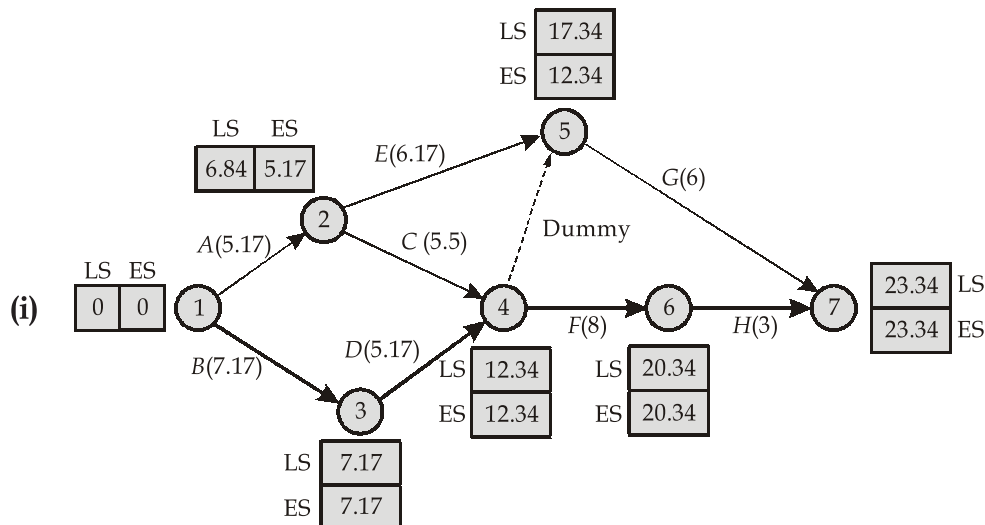 LS 17.34
ES 12.34
5
LS ES
6.84 5.17
E(6.17)
G(6)
2
A(5.17)
C (5.5)
Dummy
LS ES
(i) 0 0
1
4
F(8)
6
H(3)
7
23.34 LS
23.34 ES
B(7.17)
D(5.17)
LS 12.34
ES 12.34
LS 20.34
ES 20.34
3
LS 7.17
ES 7.17